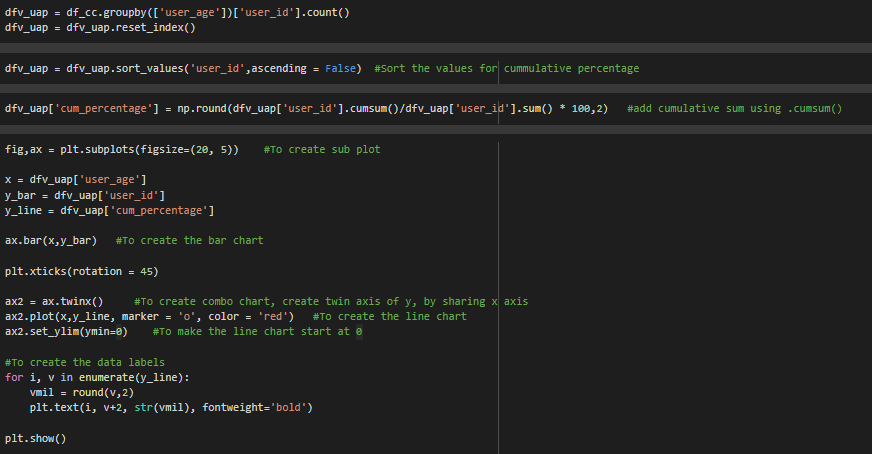 dfv_uap = df_cc.groupby(['user_age'])['user_id'].count()
dfv_uap = dfv_uap.reset_index()
dfv_uap = dfv_uap.sort_values('user_id',ascending = False)  #Sort the values for cummulative percentage
dfv_uap['cum_percentage'] = np.round(dfv_uap['user_id'].cumsum()/dfv_uap['user_id'].sum() * 100,2)   #add cumulative sum using .cumsum()
fig,ax = plt.subplots(figsize=(20, 5))    #To create sub plot
x = dfv_uap['user_age']
y_bar = dfv_uap['user_id']
y_line = dfv_uap['cum_percentage']
ax.bar(x,y_bar)   #To create the bar chart
plt.xticks(rotation = 45)
ax2 = ax.twinx()     #To create combo chart, create twin axis of y, by sharing x axis
ax2.plot(x,y_line, marker = 'o', color = 'red')   #To create the line chart
ax2.set_ylim(ymin=0)    #To make the line chart start at 0
#To create the data labels
for i, v in enumerate(y_line):
    vmil = round(v,2)
    plt.text(i, v+2, str(vmil), fontweight='bold')
plt.show()